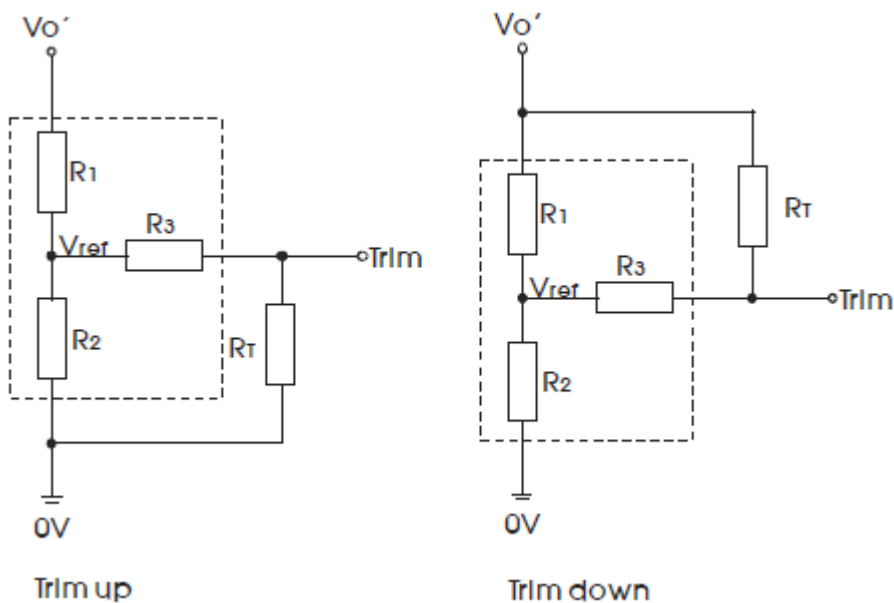 Vo′
R1
R3
Vref
Trim
R2
RT
0V
Trim up
Vo′
R1
RT
R3
Vref
Trim
R2
0V
Trim down